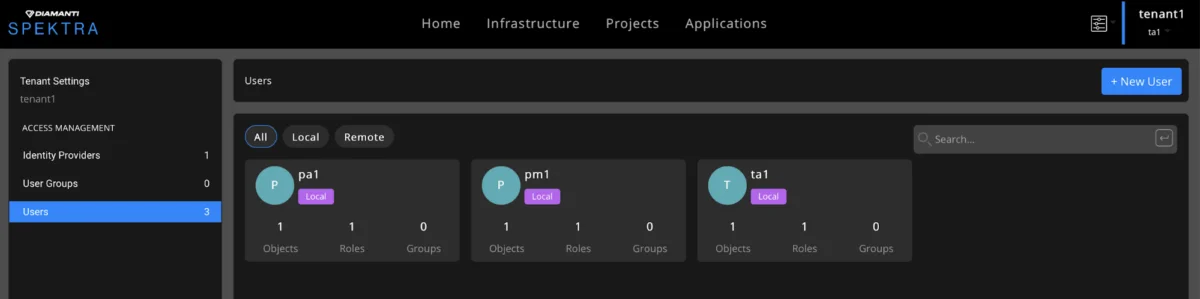 DIAMANTI
SPEKTRA
Home Infrastructure Projects Applications
tenant1
ta1
Tenant Settings
tenant1
ACCESS MANAGEMENT
Identity Providers 1
User Groups 0
Users 3
Users
+ New User
All Local Remote
Search...
P pa1
Local
1 1 0
Objects Roles Groups
P pm1
Local
1 1 0
Objects Roles Groups
T ta1
Local
1 1 0
Objects Roles Groups